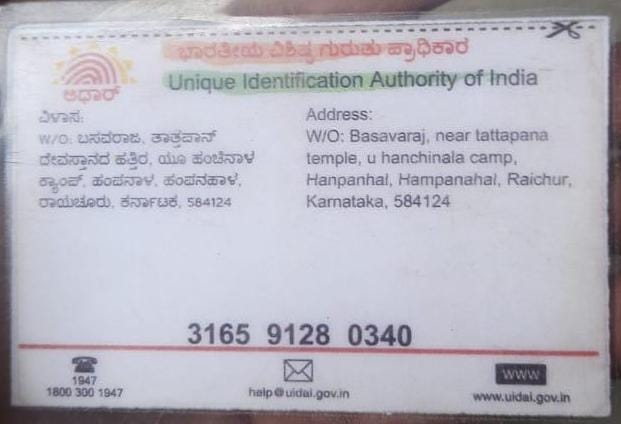 ಭಾರತೀಯ ವಿಶಿಷ್ಟ ಗುರುತು ಪ್ರಾಧಿಕಾರ
Unique Identification Authority of India
ಆಧಾರ್
ವಿಳಾಸ:
W/O: ಬಸವರಾಜ, ತಾತ್ತಪಾನ್
ದೇವಸ್ತಾನದ ಹತ್ತಿರ, ಯೂ ಹಂಚಿನಾಳ
ಕ್ಯಾಂಪ್, ಹಂಪನಾಳ, ಹಂಪನಹಾಳ,
ರಾಯಚೂರು, ಕರ್ನಾಟಕ, 584124
Address:
W/O: Basavaraj, near tattapana
temple, u hanchinala camp,
Hanpanhal, Hampanahal, Raichur,
Karnataka, 584124
3165 9128 0340
1947
1800 300 1947
help@uidai.gov.in
WWW
www.uidai.gov.in